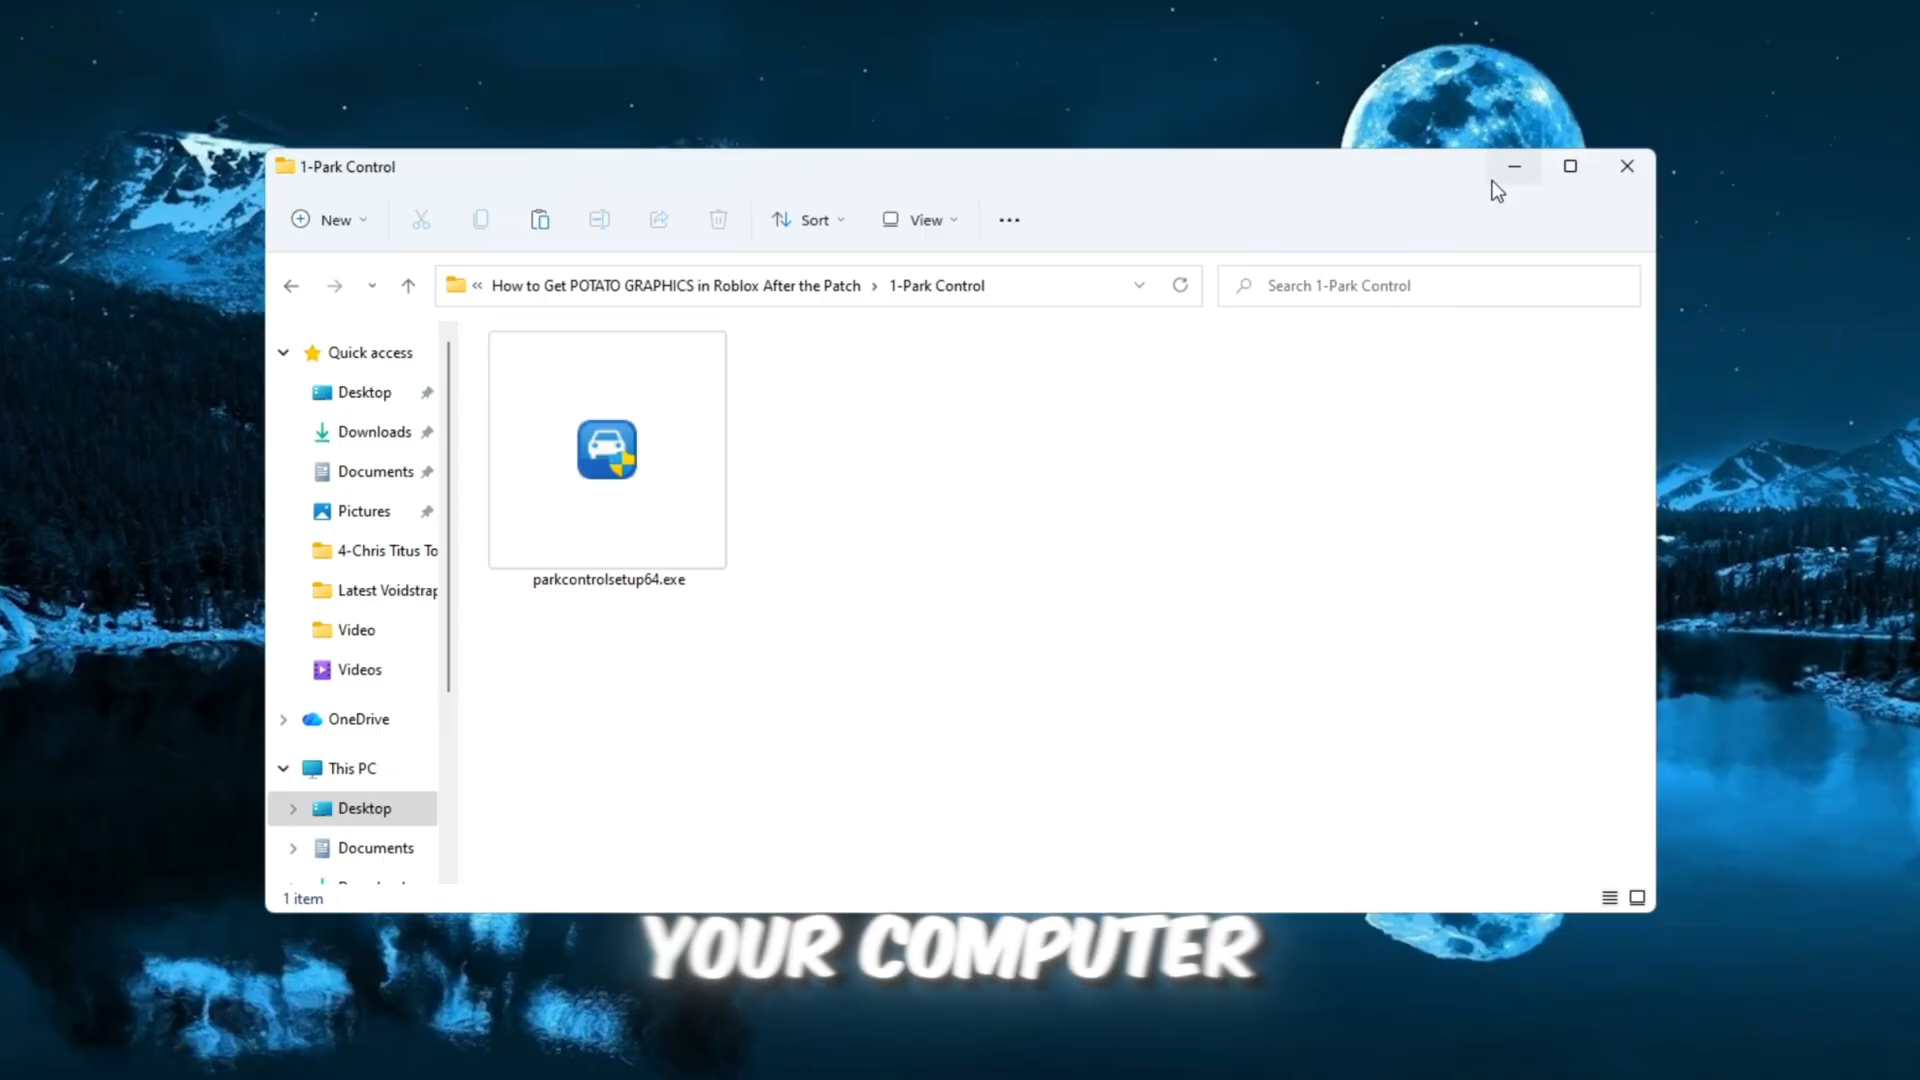 1-Park Control
New
Sort
View
« How to Get POTATO GRAPHICS in Roblox After the Patch › 1-Park Control
Search 1-Park Control
Quick access
Desktop
Downloads
Documents
Pictures
4-Chris Titus To
Latest Voidstrap
Video
Videos
OneDrive
This PC
Desktop
Documents
parkcontrolsetup64.exe
1 item
YOUR COMPUTER